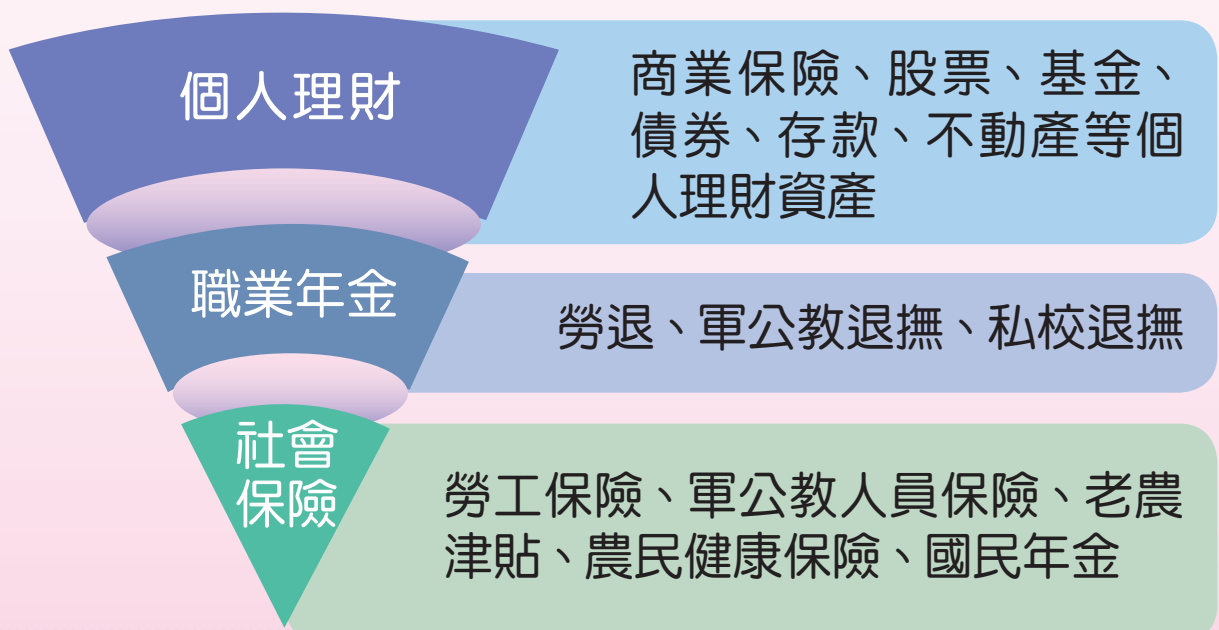 個人理財
商業保險、股票、基金、
債券、存款、不動產等個
人理財資產
職業年金
勞退、軍公教退撫、私校退撫
社會
保險
勞工保險、軍公教人員保險、老農
津貼、農民健康保險、國民年金